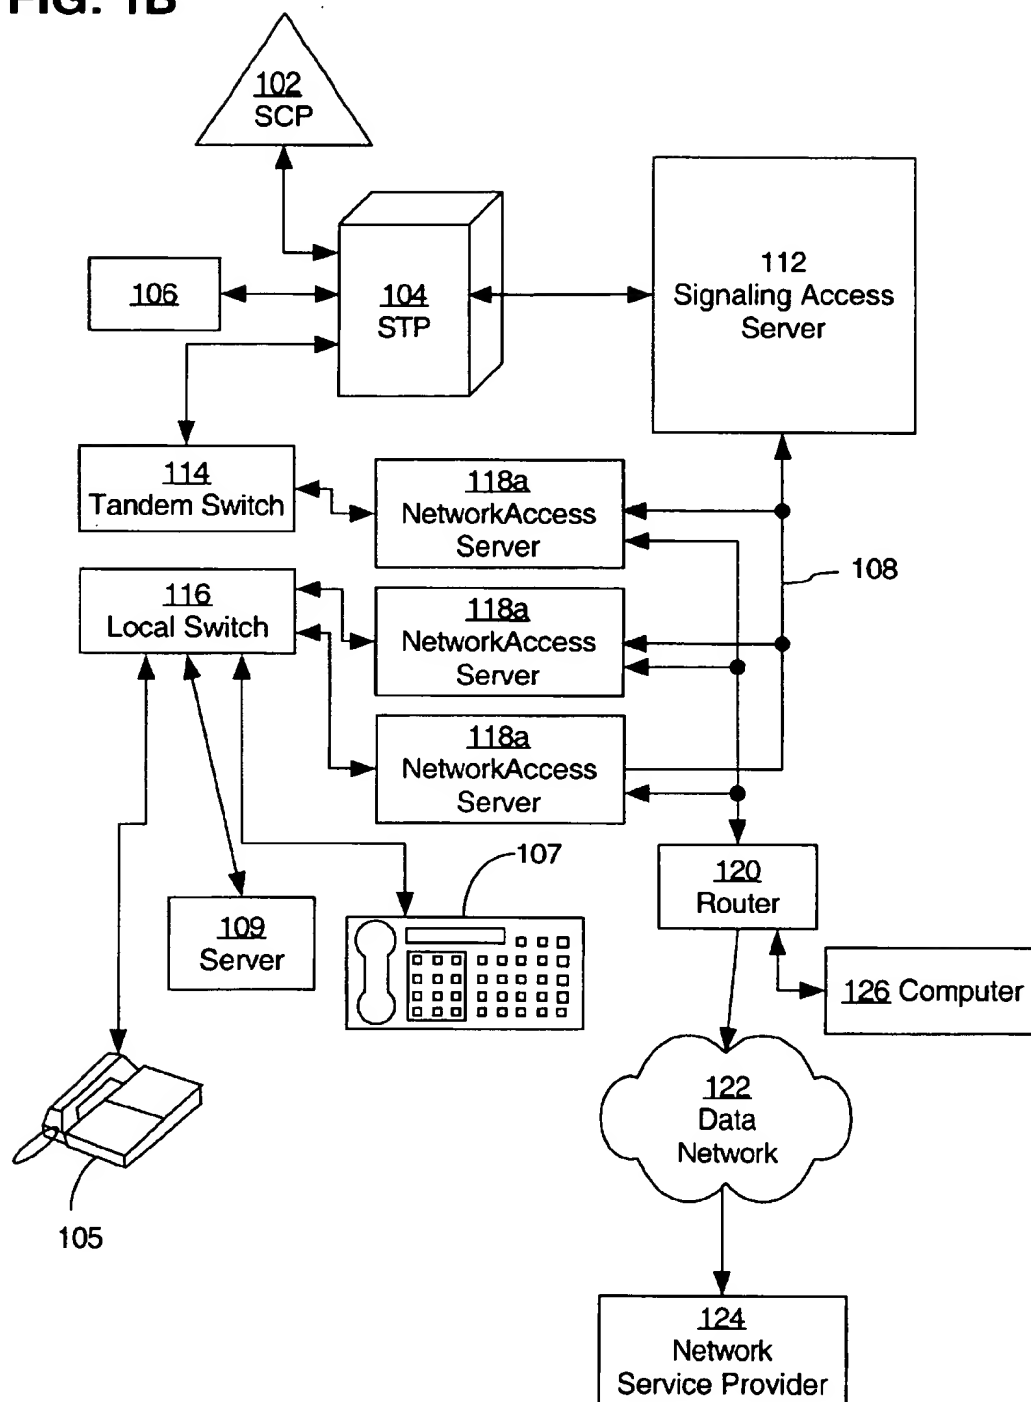 FIG. 1B
102
SCP
112
Signaling Access
Server
106
104
STP
114
Tandem Switch
118a
NetworkAccess
Server
108
116
Local Switch
118a
NetworkAccess
Server
118a
NetworkAccess
Server
107
120
Router
109
Server
126 Computer
122
Data
Network
105
124
Network
Service Provider